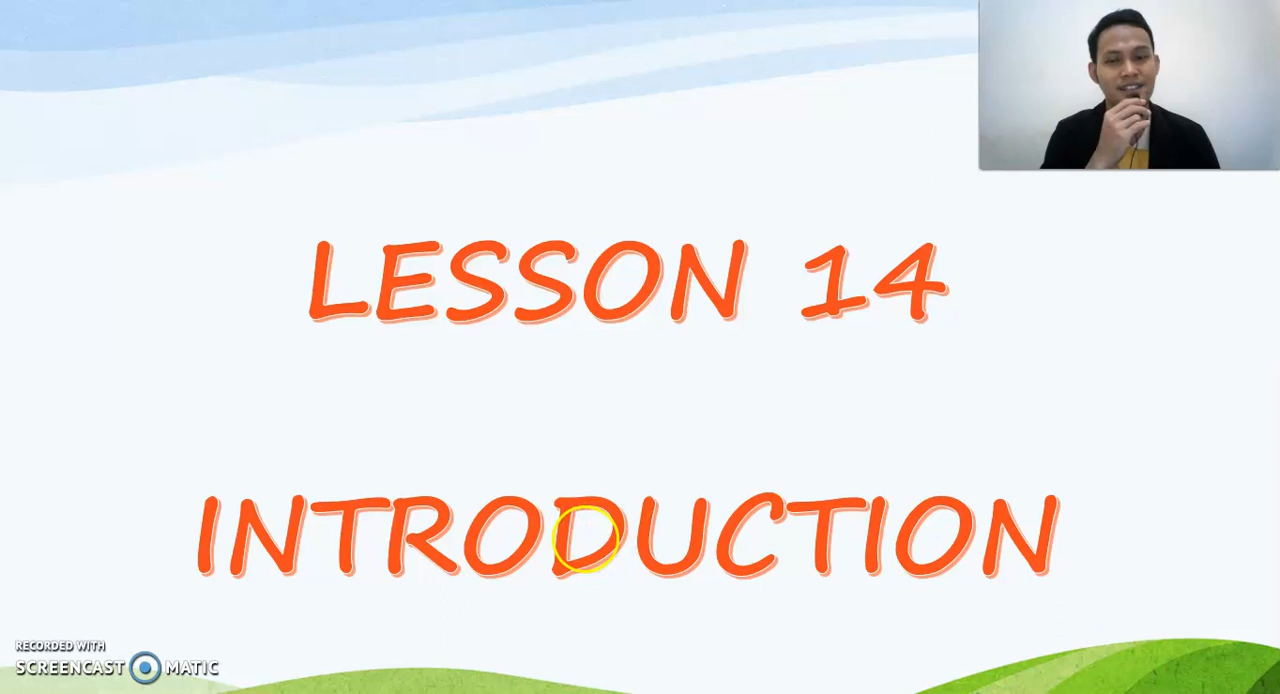 LESSON 14
INTRODUCTION
RECORDED WITH
SCREENCAST MATIC